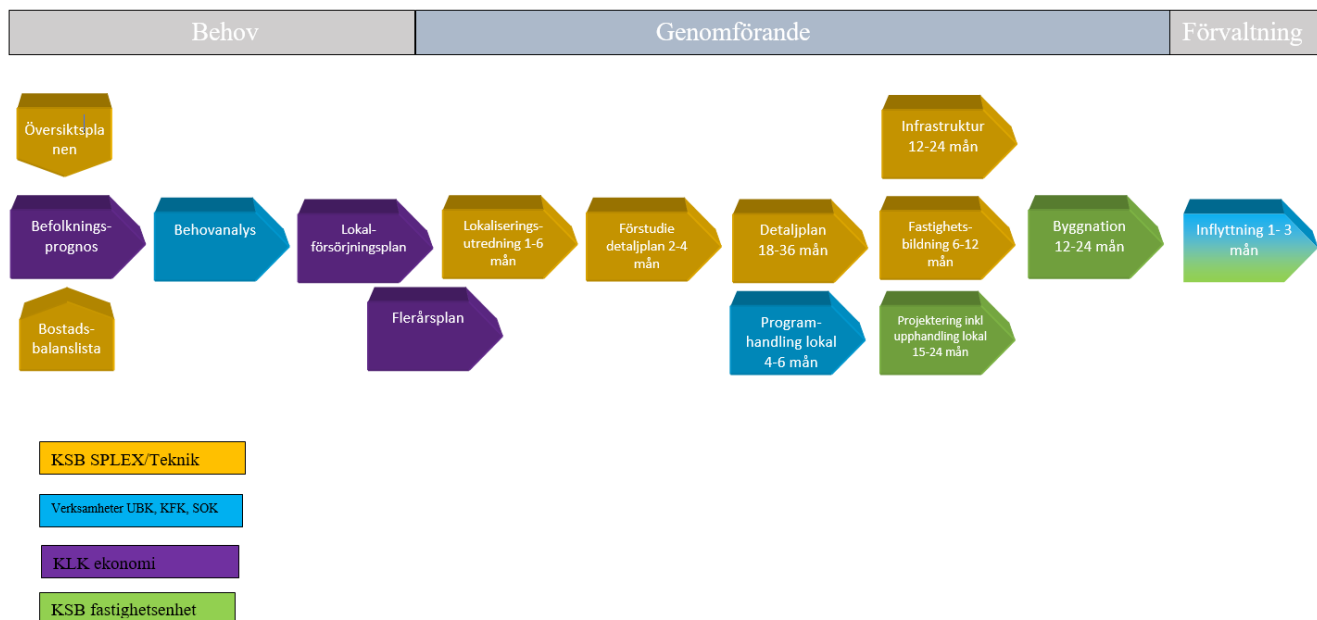 Behov
Genomförande
Förvaltning
Översiktspla
nen
Infrastruktur
12-24 mån
Befolknings-
prognos
Behovanalys
Lokal-
försörjningsplan
Lokaliserings-
utredning 1-6
mån
Förstudie
detaljplan 2-4
mån
Detaljplan
18-36 mån
Fastighets-
bildning 6-12
mån
Byggnation
12-24 mån
Inflyttning 1- 3
mån
Bostads-
balanslista
Flerårsplan
Program-
handling lokal
4-6 mån
Projektering inkl
upphandling lokal
15-24 mån
KSB SPLEX/Teknik
Verksamheter UBK, KFK, SOK
KLK ekonomi
KSB fastighetsenhet